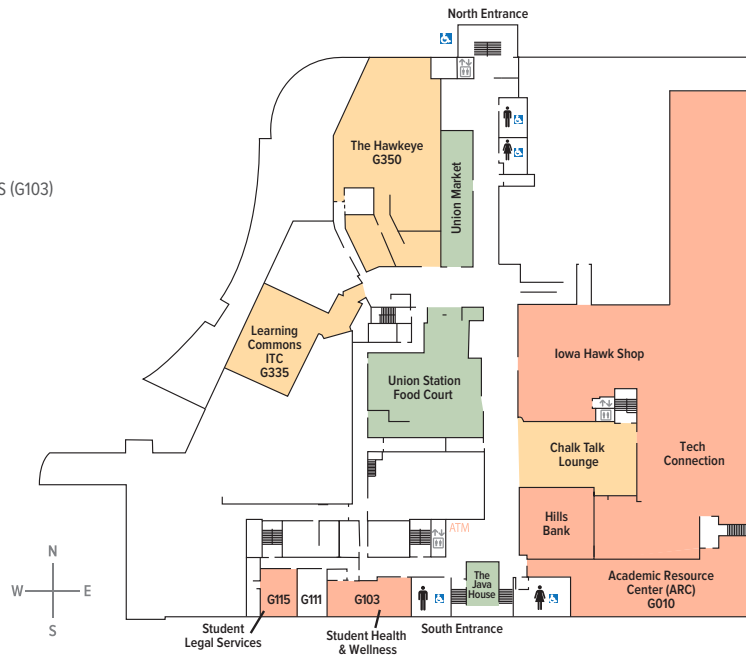 North Entrance
The Hawkeye
G350
S (G103)
Union Market
Learning
Commons
ITC
G335
Iowa Hawk Shop
Union Station
Food Court
Chalk Talk
Lounge
Tech
Connection
Hills
Bank
ATM
N
W
E
S
The
Java
House
Academic Resource
Center (ARC)
G010
G115
G111
G103
Student
Legal Services
Student Health
& Wellness
South Entrance